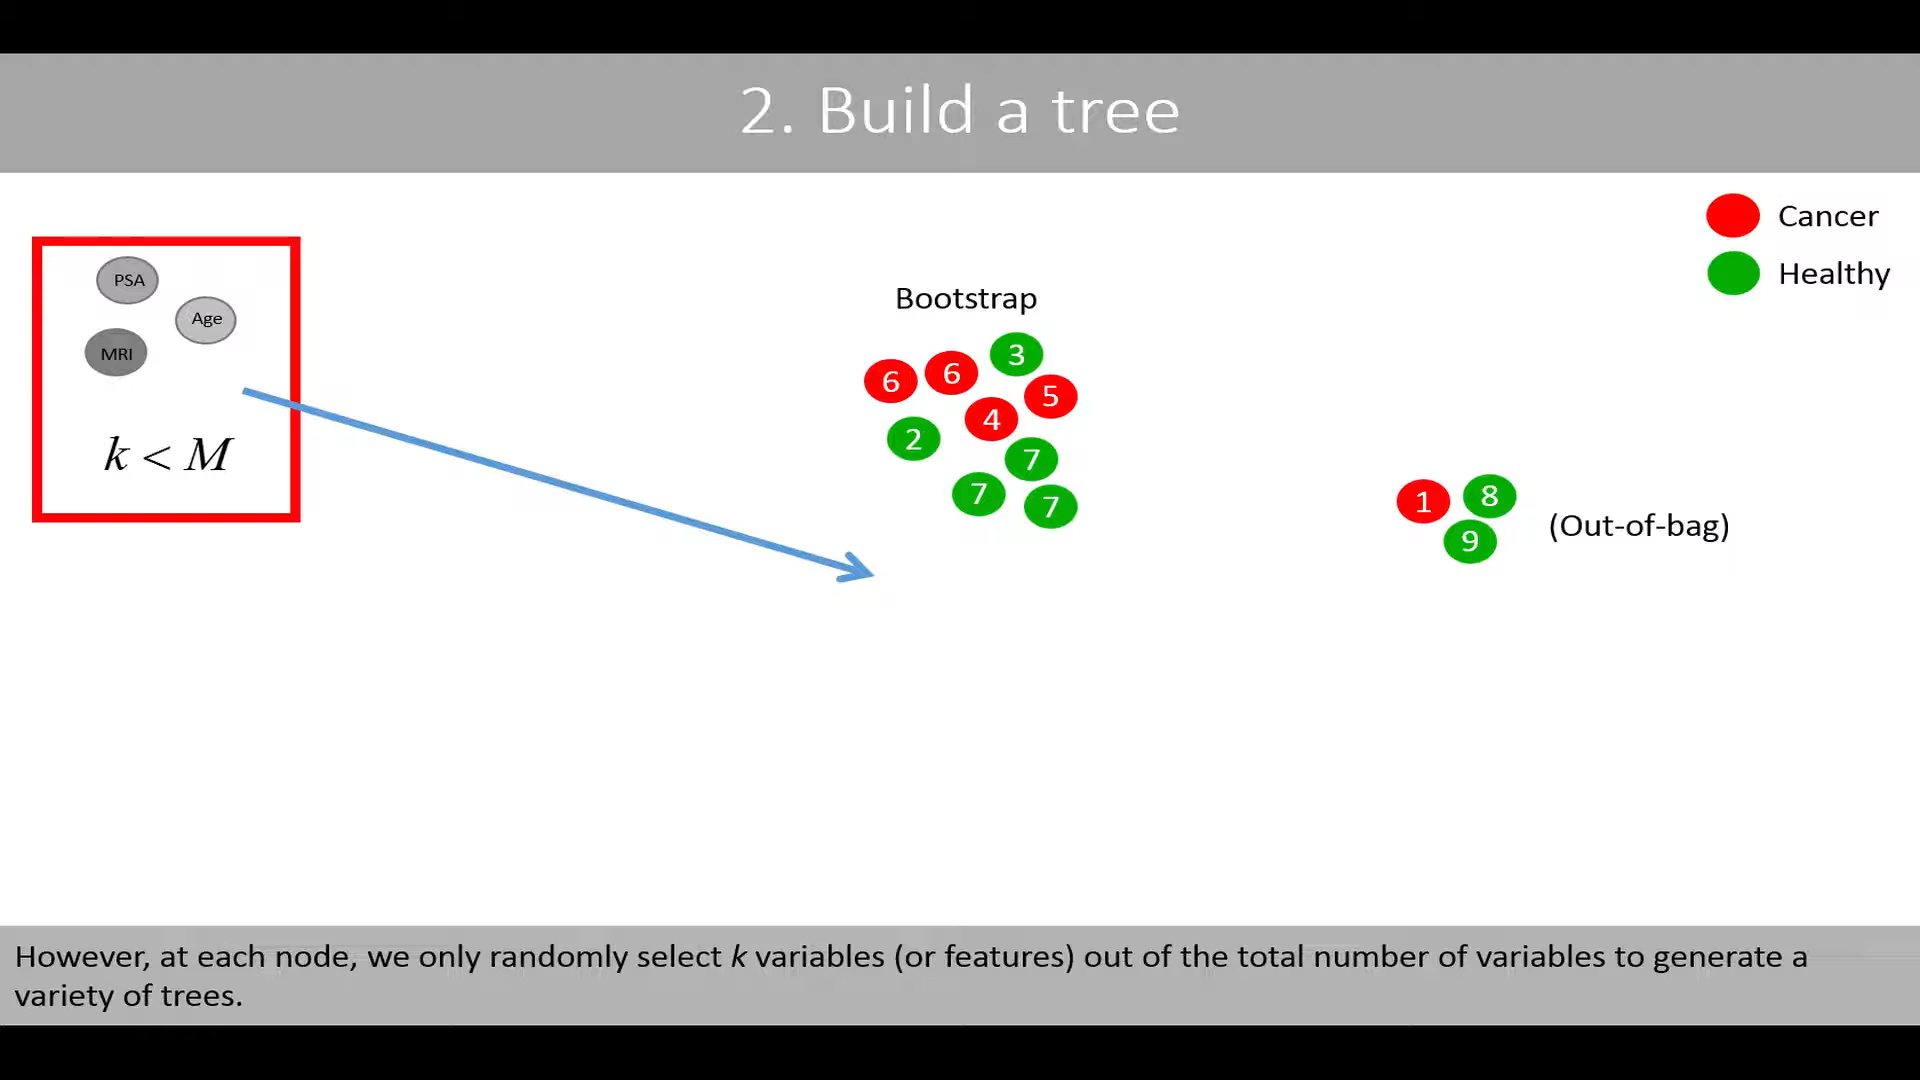 2. Build a tree
Cancer
Healthy
PSA
Age
MRI
k < M
Bootstrap
6 6 3
5
4
2
7
7 7
1 8
9
(Out-of-bag)
However, at each node, we only randomly select k variables (or features) out of the total number of variables to generate a
variety of trees.